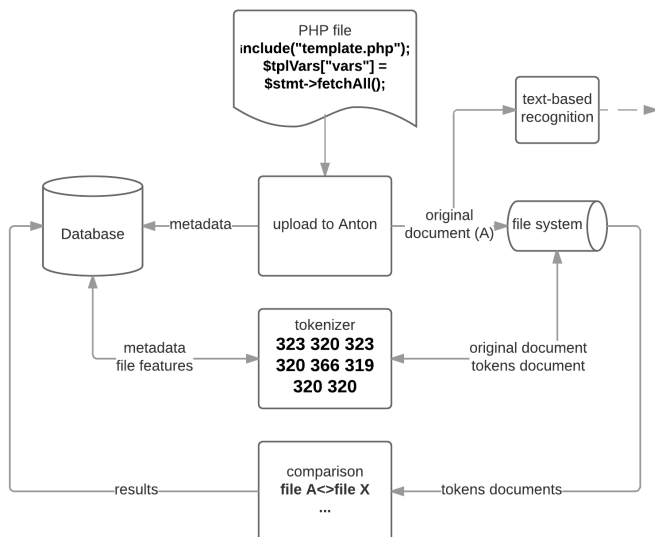 PHP file
include("template.php");
$tplVars["vars"] =
$stmt->fetchAll();
text-based
recognition
Database
metadata
upload to Anton
original
document (A)
file system
metadata
file features
tokenizer
323 320 323
320 366 319
320 320
original document
tokens document
results
comparison
file A<>file X
...
tokens documents